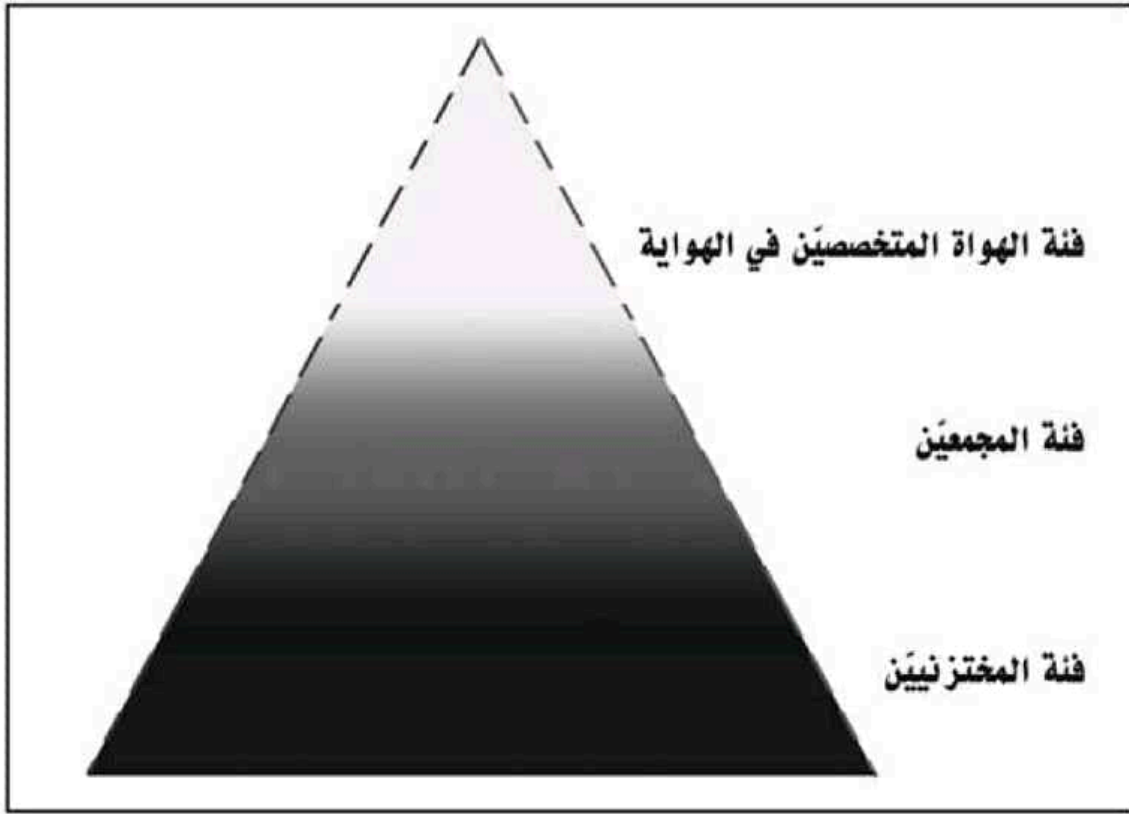 فئة الهواة المتخصصيَن في الهواية
فئة المجمعيَن
فئة المختزنييَن